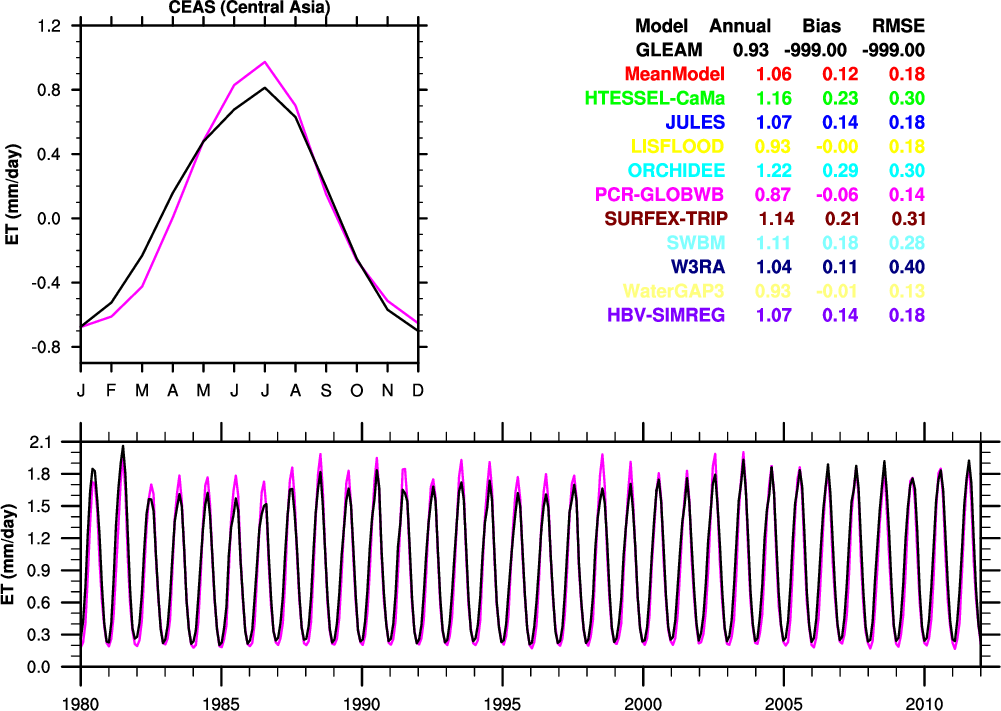 CEAS (Central Asia)
1.2
0.8
0.4
0.0
-0.4
-0.8
ET (mm/day)
J F M A M J J A S O N D
Model Annual Bias RMSE
GLEAM 0.93 -999.00 -999.00
MeanModel 1.06 0.12 0.18
HTESSEL-CaMa 1.16 0.23 0.30
JULES 1.07 0.14 0.18
LISFLOOD 0.93 -0.00 0.18
ORCHIDEE 1.22 0.29 0.30
PCR-GLOBWB 0.87 -0.06 0.14
SURFEX-TRIP 1.14 0.21 0.31
SWBM 1.11 0.18 0.28
W3RA 1.04 0.11 0.40
WaterGAP3 0.93 -0.01 0.13
HBV-SIMREG 1.07 0.14 0.18
2.1
1.8
1.5
1.2
0.9
0.6
0.3
0.0
ET (mm/day)
1980 1985 1990 1995 2000 2005 2010